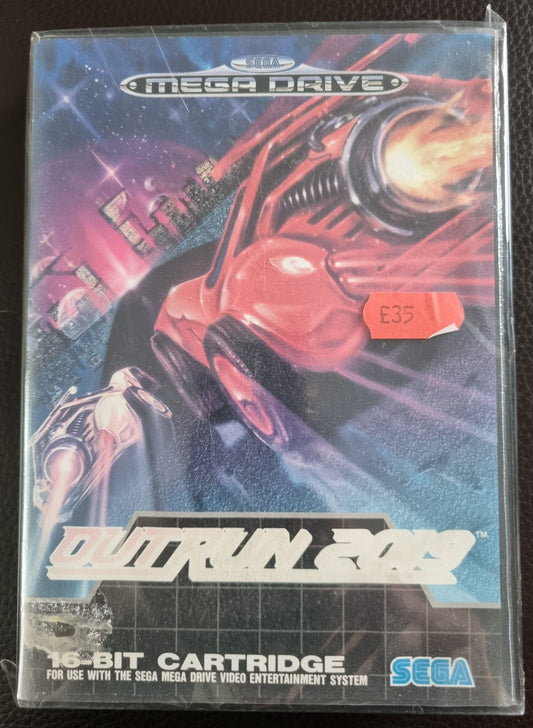 SEGA
MEGA DRIVE
£35
OUTRUN 2019 ™
16-BIT CARTRIDGE
FOR USE WITH THE SEGA MEGA DRIVE VIDEO ENTERTAINMENT SYSTEM
SEGA